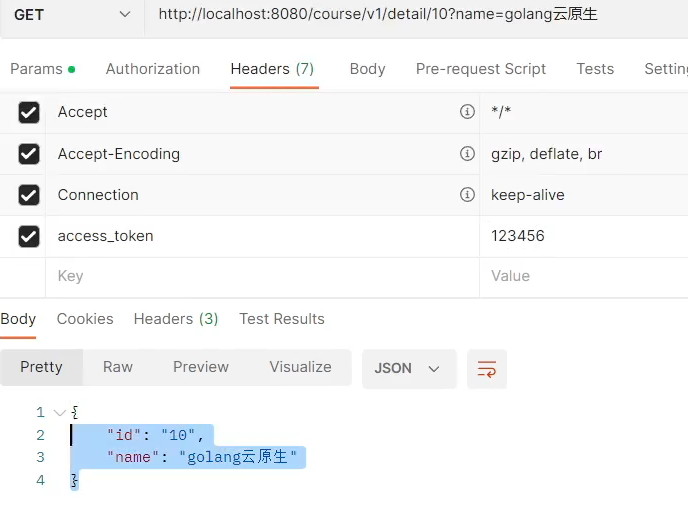 GET http://localhost:8080/course/v1/detail/10?name=golang云原生
Params Authorization Headers (7) Body Pre-request Script Tests Settin
Accept */*
Accept-Encoding gzip, deflate, br
Connection keep-alive
access_token 123456
Key Value
Body Cookies Headers (3) Test Results
Pretty Raw Preview Visualize JSON
1 {
2 "id": "10",
3 "name": "golang云原生"
4 }